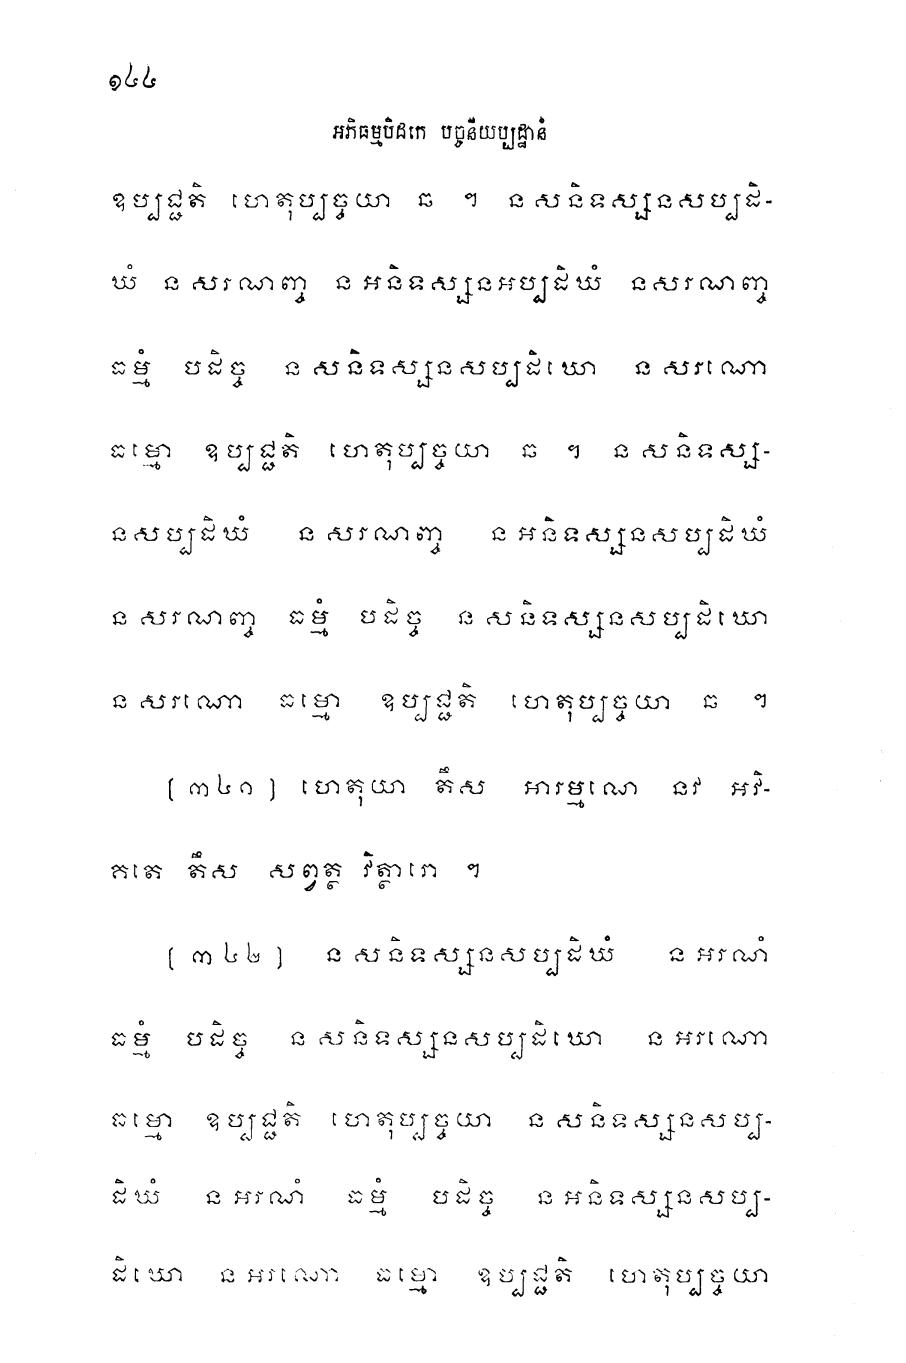 ១៤៤
អភិធម្មបិដកេ បច្ចនីយប្បដ្ឋានំ
ឧប្បជ្ជតិ ហេតុប្បច្ចយា ឆ ។ ន សនិទស្សនសប្បដិ-
ឃំ ន សរណញ្ច ន អនិទស្សនអប្បដិឃំ ន សរណញ្ច
ធម្មំ បដិច្ច ន សនិទស្សនសប្បដិឃោ ន សរណោ
ធម្មោ ឧប្បជ្ជតិ ហេតុប្បច្ចយា ឆ ។ ន សនិទស្ស-
នសប្បដិឃំ ន សរណញ្ច ន អនិទស្សនសប្បដិឃំ
ន សរណញ្ច ធម្មំ បដិច្ច ន សនិទស្សនសប្បដិឃោ
ន សរណោ ធម្មោ ឧប្បជ្ជតិ ហេតុប្បច្ចយា ឆ ។
(៣៤១) ហេតុយា តឹស អារម្មណេ នវ អវិ-
គតេ តឹស សព្វត្ថ វិត្ថារោ ។
(៣៤២) ន សនិទស្សនសប្បដិឃំ ន អរណំ
ធម្មំ បដិច្ច ន សនិទស្សនសប្បដិឃោ ន អរណោ
ធម្មោ ឧប្បជ្ជតិ ហេតុប្បច្ចយា ន សនិទស្សនសប្ប-
ដិឃំ ន អរណំ ធម្មំ បដិច្ច ន អនិទស្សនសប្ប-
ដិឃោ ន អរណោ ធម្មោ ឧប្បជ្ជតិ ហេតុប្បច្ចយា